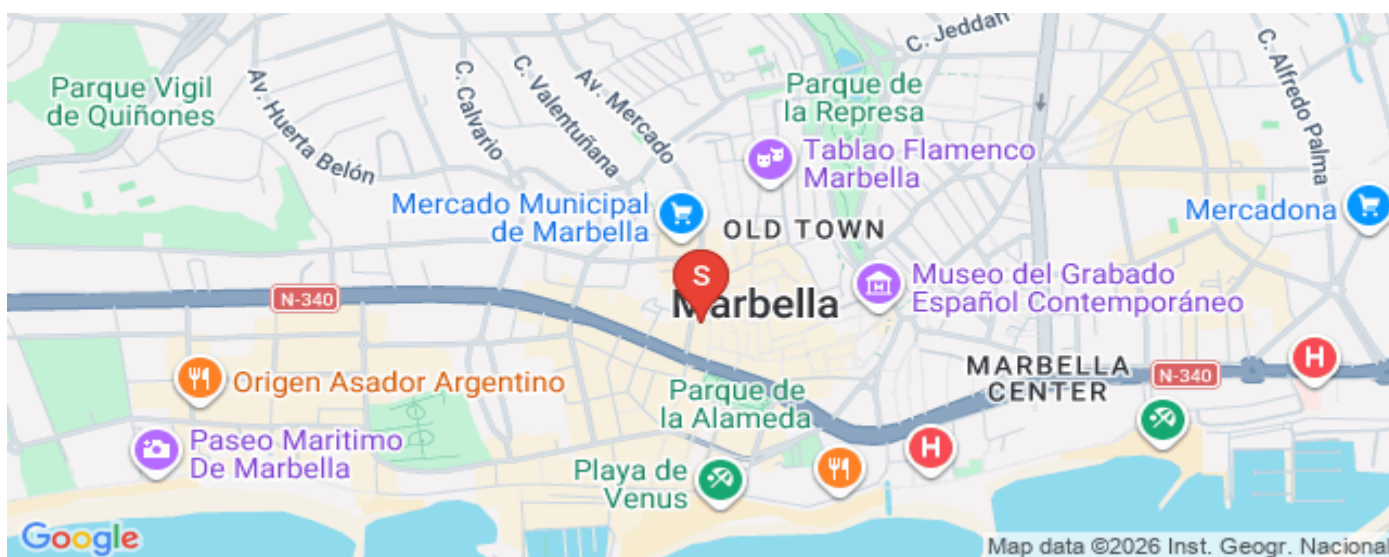 C. Jeddah
Parque Vigil
de Quiñones
Av. Huerta Belón
C. Calvario
C. Valentuñana
Av. Mercado
Parque de
la Represa
C. Alfredo Palma
Tablao Flamenco
Marbella
Mercado Municipal
de Marbella
OLD TOWN
Mercadona
S
Marbella
Museo del Grabado
Español Contemporáneo
N-340
Origen Asador Argentino
MARBELLA
CENTER
N-340
H
Parque de
la Alameda
Paseo Maritimo
De Marbella
Playa de
Venus
H
Google
Map data ©2026 Inst. Geogr. Nacional